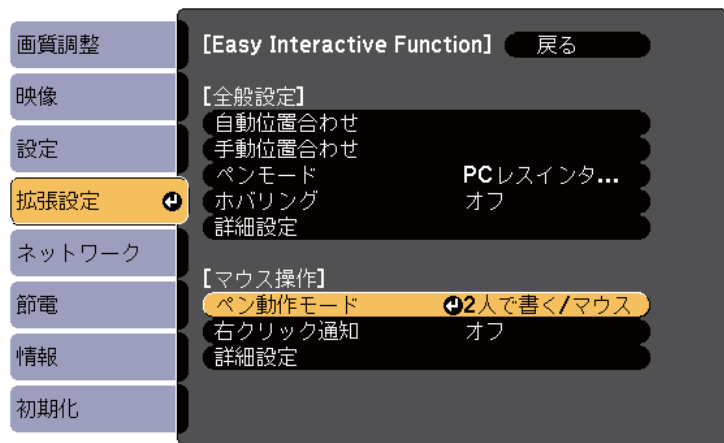 画質調整
映像
設定
拡張設定
ネットワーク
節電
情報
初期化
[Easy Interactive Function] 戻る
[全般設定]
自動位置合わせ
手動位置合わせ
ペンモード PCレスインタ...
ホバリング オフ
詳細設定
[マウス操作]
ペン動作モード 2人で書く/マウス
右クリック通知 オフ
詳細設定